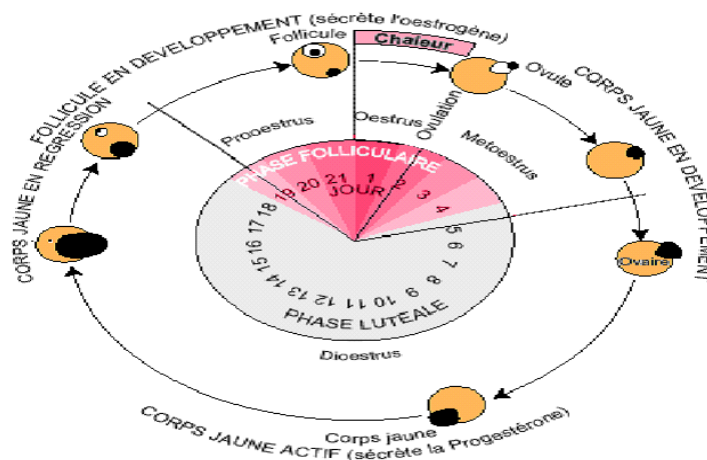 FOLLICULE EN DEVELOPPEMENT (sécrète l'oestrogène)
Follicule
Chaleur
Ovule
CORPS JAUNE EN DEVELOPPEMENT
CORPS JAUNE EN REGRESSION
Prooestrus
Oestrus
Ovulation
Metoestrus
PHASE FOLLICULAIRE
JOUR
1
2
3
4
5
6
7
8
9
10
11
12
13
14
15
16
17
18
19
20
21
PHASE LUTEALE
Ovaire
Dioestrus
Corps jaune
CORPS JAUNE ACTIF (sécrète la Progestérone)